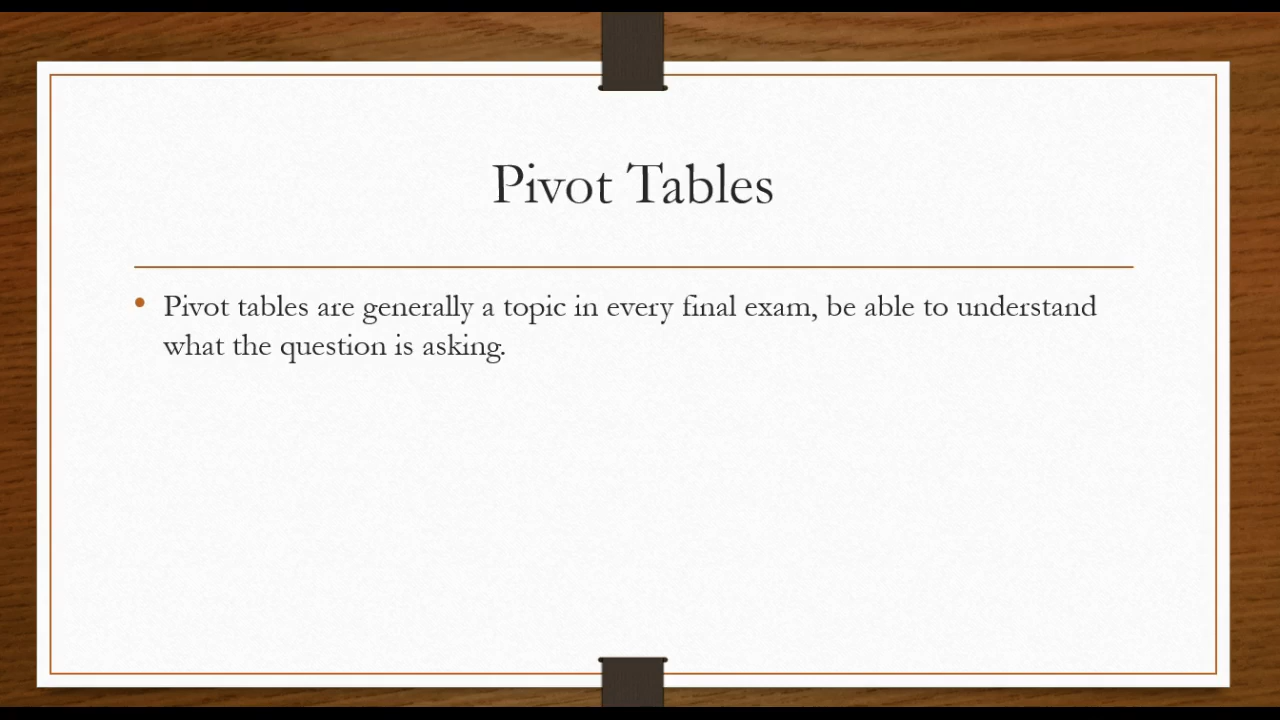 Pivot Tables
Pivot tables are generally a topic in every final exam, be able to understand
what the question is asking.